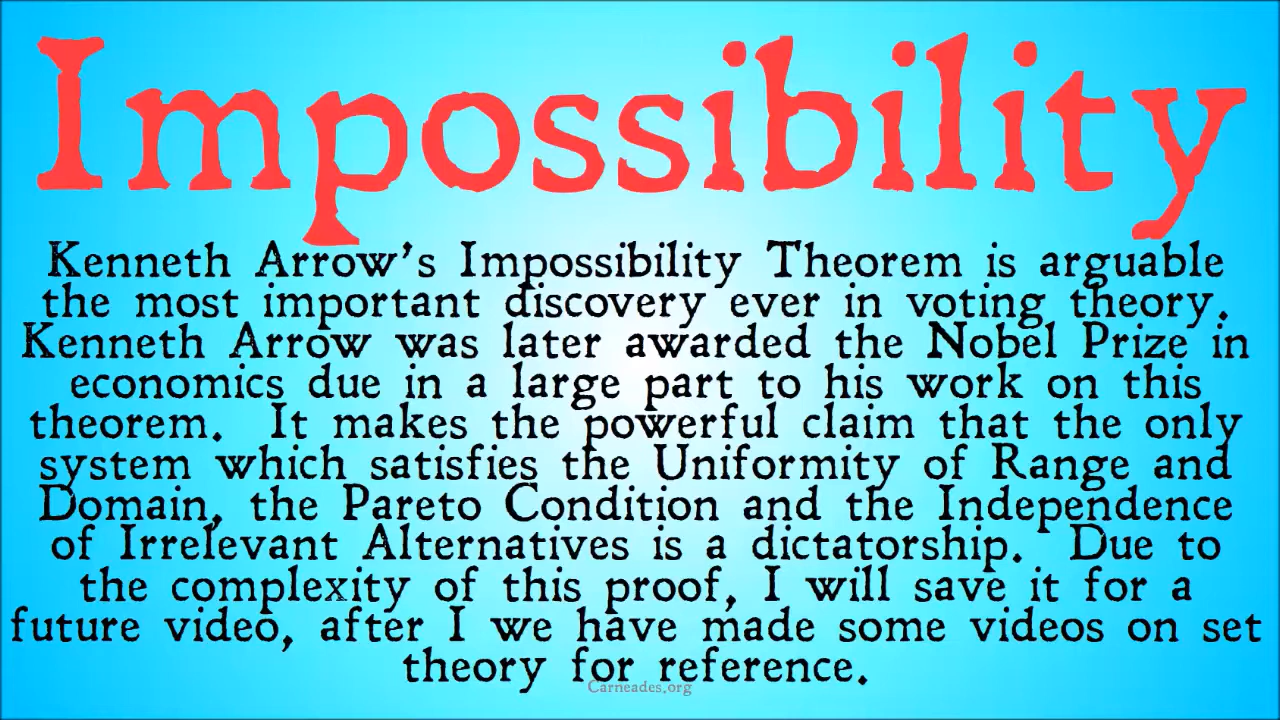 Impossibility
Kenneth Arrow's Impossibility Theorem is arguable
the most important discovery ever in voting theory.
Kenneth Arrow was later awarded the Nobel Prize in
economics due in a large part to his work on this
theorem. It makes the powerful claim that the only
system which satisfies the Uniformity of Range and
Domain, the Pareto Condition and the Independence
of Irrelevant Alternatives is a dictatorship. Due to
the complexity of this proof, I will save it for a
future video, after I we have made some videos on set
theory for reference.
Carneades.org